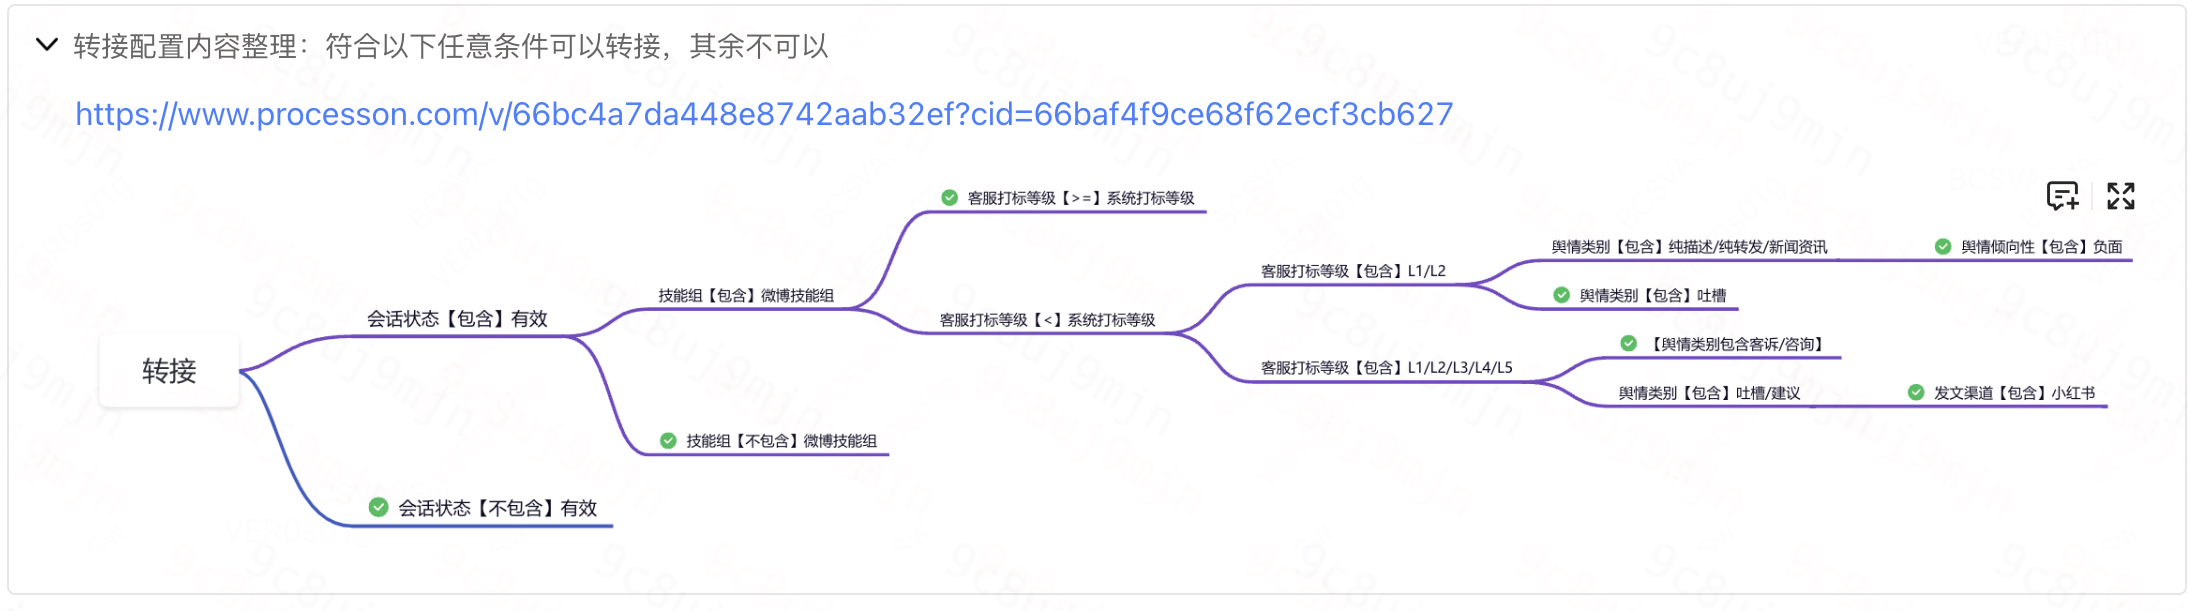 转接配置内容整理：符合以下任意条件可以转接，其余不可以
https://www.processon.com/v/66bc4a7da448e8742aab32ef?cid=66baf4f9ce68f62ecf3cb627
转接
会话状态【包含】有效
技能组【包含】微博技能组
客服打标等级【>=】系统打标等级
客服打标等级【<】系统打标等级
客服打标等级【包含】L1/L2
舆情类别【包含】纯描述/纯转发/新闻资讯
舆情倾向性【包含】负面
舆情类别【包含】吐槽
客服打标等级【包含】L1/L2/L3/L4/L5
【舆情类别包含客诉/咨询】
舆情类别【包含】吐槽/建议
发文渠道【包含】小红书
技能组【不包含】微博技能组
会话状态【不包含】有效